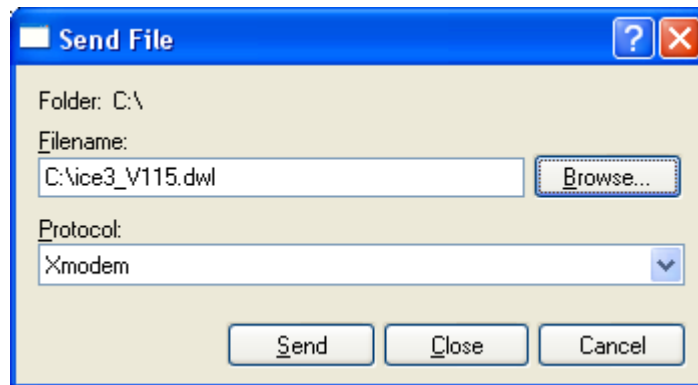 Send File
Folder: C:\
Filename:
C:\ice3_V115.dwl
Browse...
Protocol:
Xmodem
Send Close Cancel